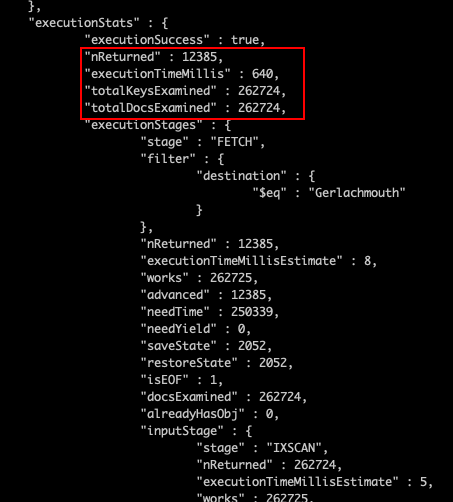 },
"executionStats" : {
"executionSuccess" : true,
"nReturned" : 12385,
"executionTimeMillis" : 640,
"totalKeysExamined" : 262724,
"totalDocsExamined" : 262724,
"executionStages" : {
"stage" : "FETCH",
"filter" : {
"destination" : {
"$eq" : "Gerlachmouth"
}
},
"nReturned" : 12385,
"executionTimeMillisEstimate" : 8,
"works" : 262725,
"advanced" : 12385,
"needTime" : 250339,
"needYield" : 0,
"saveState" : 2052,
"restoreState" : 2052,
"isEOF" : 1,
"docsExamined" : 262724,
"alreadyHasObj" : 0,
"inputStage" : {
"stage" : "IXSCAN",
"nReturned" : 262724,
"executionTimeMillisEstimate" : 5,
"works" : 262725,